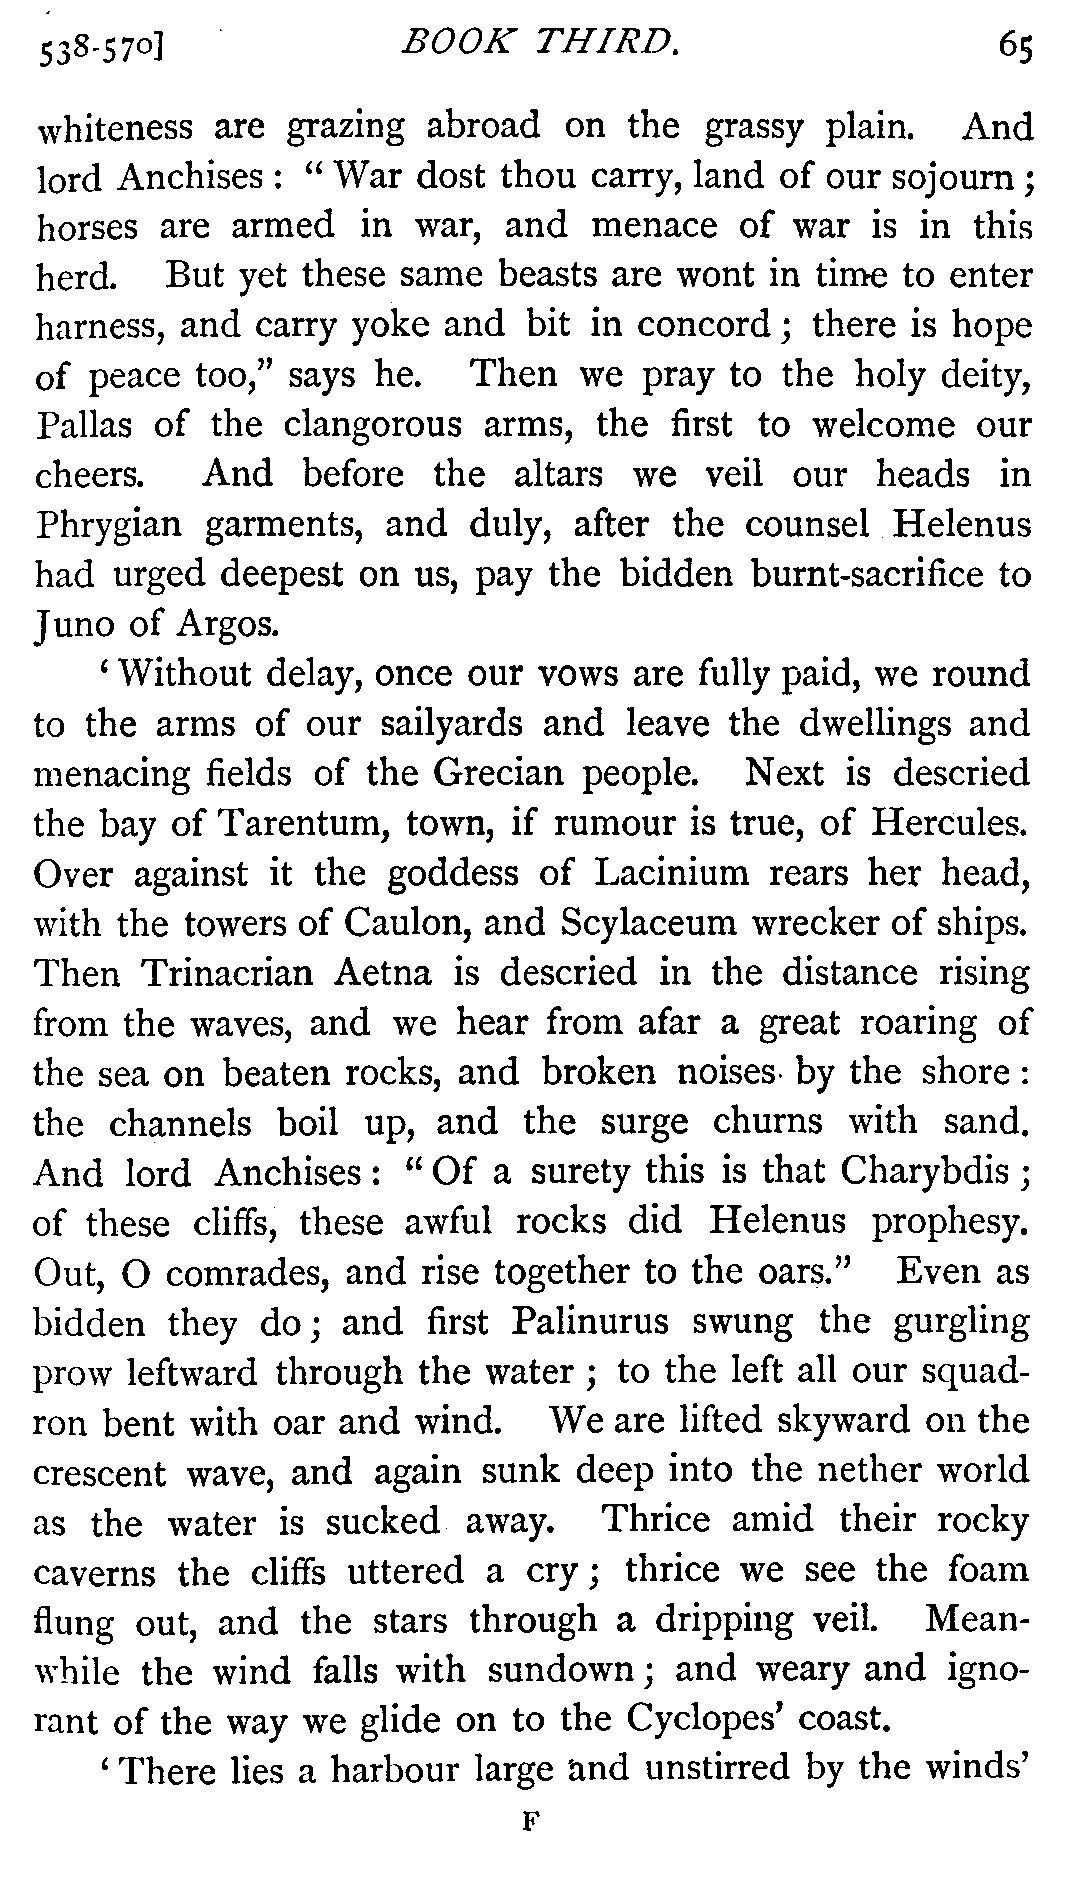 538-570] BOOK THIRD. 65
whiteness are grazing abroad on the grassy plain. And
lord Anchises : “ War dost thou carry, land of our sojourn ;
horses are armed in war, and menace of war is in this
herd. But yet these same beasts are wont in time to enter
harness, and carry yoke and bit in concord ; there is hope
of peace too,” says he. Then we pray to the holy deity,
Pallas of the clangorous arms, the first to welcome our
cheers. And before the altars we veil our heads in
Phrygian garments, and duly, after the counsel Helenus
had urged deepest on us, pay the bidden burnt-sacrifice to
Juno of Argos.
‘ Without delay, once our vows are fully paid, we round
to the arms of our sailyards and leave the dwellings and
menacing fields of the Grecian people. Next is descried
the bay of Tarentum, town, if rumour is true, of Hercules.
Over against it the goddess of Lacinium rears her head,
with the towers of Caulon, and Scylaceum wrecker of ships.
Then Trinacrian Aetna is descried in the distance rising
from the waves, and we hear from afar a great roaring of
the sea on beaten rocks, and broken noises by the shore :
the channels boil up, and the surge churns with sand.
And lord Anchises : “ Of a surety this is that Charybdis ;
of these cliffs, these awful rocks did Helenus prophesy.
Out, O comrades, and rise together to the oars.” Even as
bidden they do ; and first Palinurus swung the gurgling
prow leftward through the water ; to the left all our squad-
ron bent with oar and wind. We are lifted skyward on the
crescent wave, and again sunk deep into the nether world
as the water is sucked away. Thrice amid their rocky
caverns the cliffs uttered a cry ; thrice we see the foam
flung out, and the stars through a dripping veil. Mean-
while the wind falls with sundown ; and weary and igno-
rant of the way we glide on to the Cyclopes’ coast.
‘ There lies a harbour large and unstirred by the winds’
F